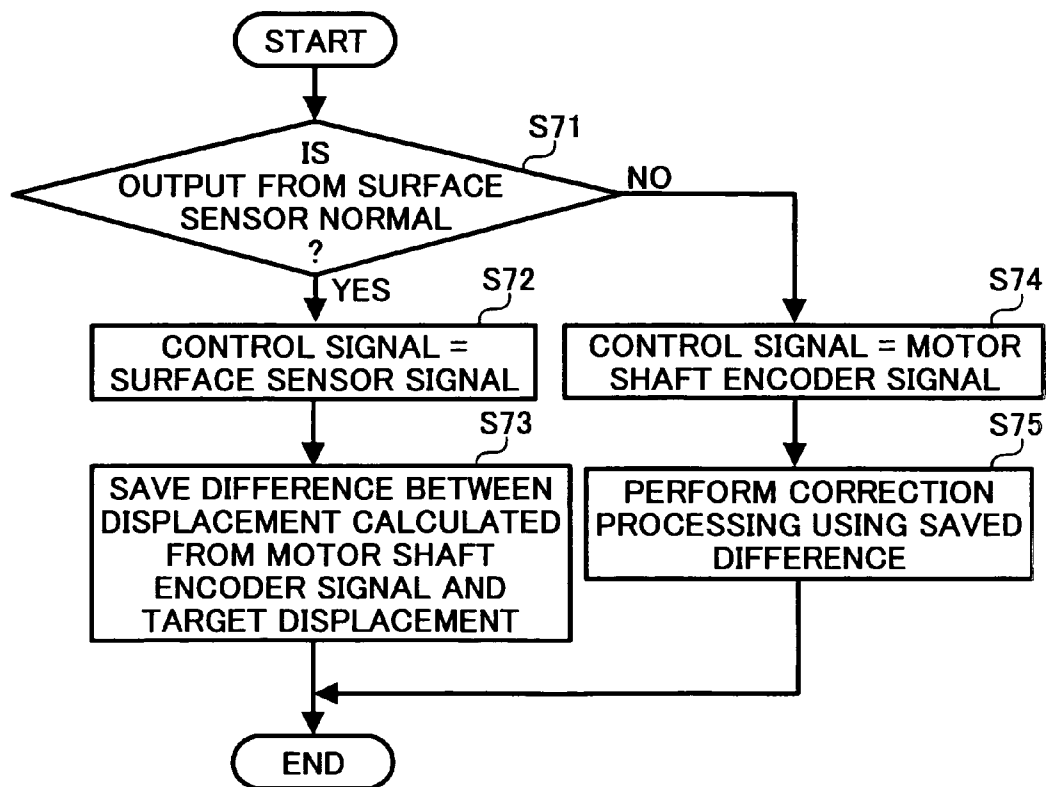 START
S71
IS
OUTPUT FROM SURFACE
SENSOR NORMAL
?
NO
YES
S72
CONTROL SIGNAL =
SURFACE SENSOR SIGNAL
S73
SAVE DIFFERENCE BETWEEN
DISPLACEMENT CALCULATED
FROM MOTOR SHAFT
ENCODER SIGNAL AND
TARGET DISPLACEMENT
S74
CONTROL SIGNAL = MOTOR
SHAFT ENCODER SIGNAL
S75
PERFORM CORRECTION
PROCESSING USING SAVED
DIFFERENCE
END